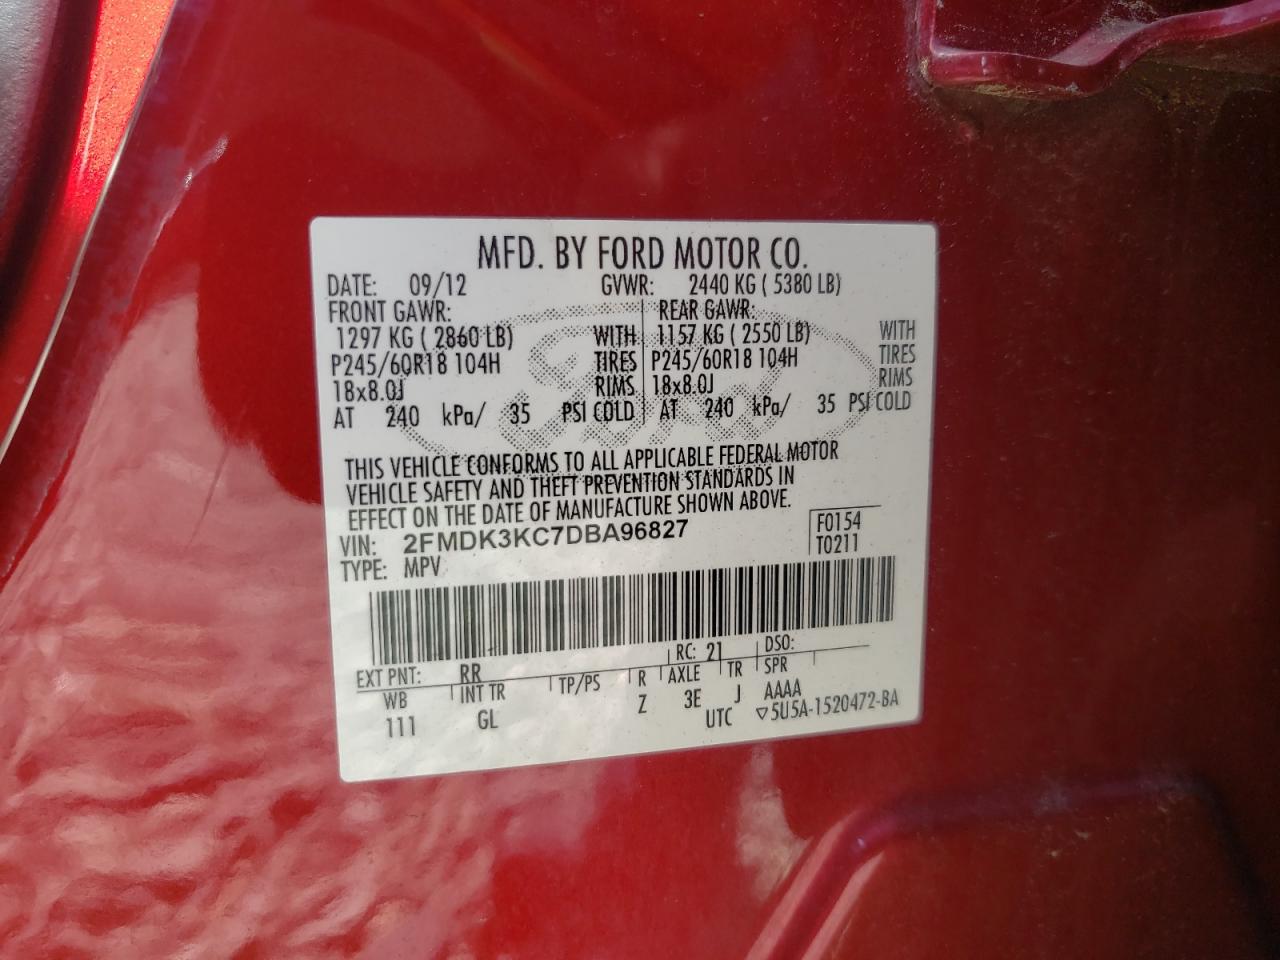 MFD. BY FORD MOTOR CO.
DATE: 09/12 GVWR: 2440 KG ( 5380 LB)
FRONT GAWR: REAR GAWR:
1297 KG ( 2860 LB) WITH 1157 KG ( 2550 LB) WITH
P245/60R18 104H TIRES P245/60R18 104H TIRES
18x8.0J RIMS 18x8.0J RIMS
AT 240 kPa/ 35 PSI COLD AT 240 kPa/ 35 PSI COLD
Ford
THIS VEHICLE CONFORMS TO ALL APPLICABLE FEDERAL MOTOR
VEHICLE SAFETY AND THEFT PREVENTION STANDARDS IN
EFFECT ON THE DATE OF MANUFACTURE SHOWN ABOVE.
VIN: 2FMDK3KC7DBA96827 F0154
TYPE: MPV T0211
EXT PNT: RR RC: 21 DSO:
WB INT TR TP/PS R AXLE TR SPR
111 GL Z 3E J AAAA
UTC ▽5U5A-1520472-BA